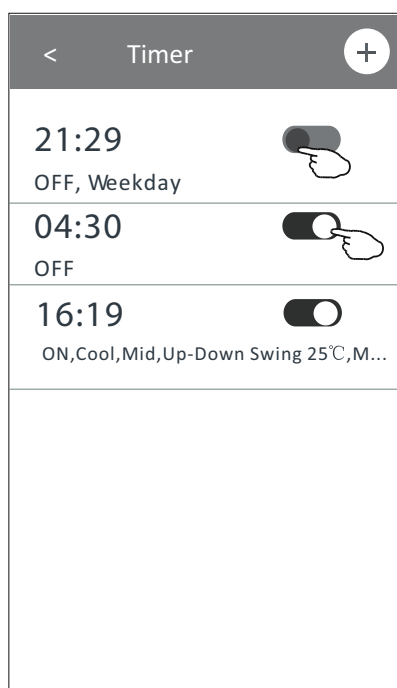 < Timer +
21:29
OFF, Weekday
04:30
OFF
16:19
ON,Cool,Mid,Up-Down Swing 25℃,M...